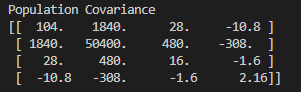 Population Covariance
[[ 104. 1840. 28. -10.8 ]
[ 1840. 50400. 480. -308. ]
[ 28. 480. 16. -1.6 ]
[ -10.8 -308. -1.6 2.16]]